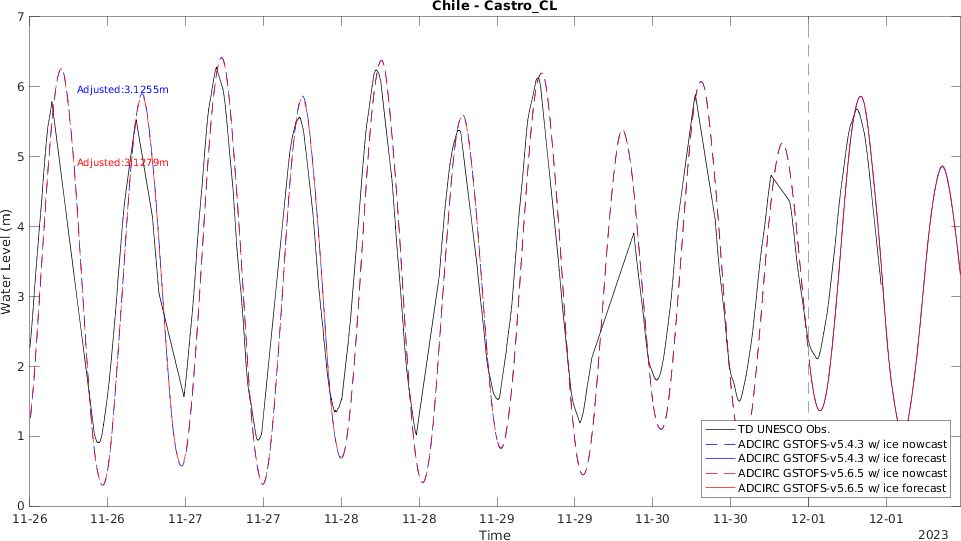 Chile - Castro_CL
7
6
5
4
3
2
1
0
Water Level (m)
Adjusted:3.1255m
Adjusted:3.1279m
TD UNESCO Obs.
ADCIRC GSTOFS-v5.4.3 w/ ice nowcast
ADCIRC GSTOFS-v5.4.3 w/ ice forecast
ADCIRC GSTOFS-v5.6.5 w/ ice nowcast
ADCIRC GSTOFS-v5.6.5 w/ ice forecast
11-26 11-26 11-27 11-27 11-28 11-28 11-29 11-29 11-30 11-30 12-01 12-01
Time
2023